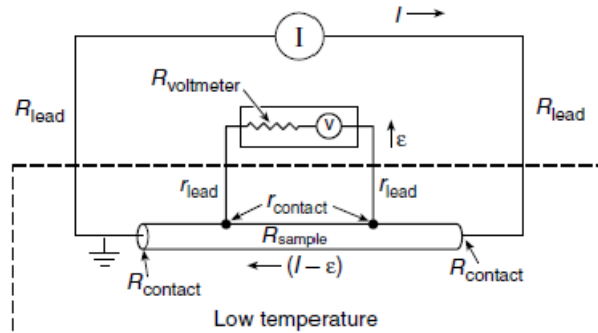 I
I
R_voltmeter
R_lead
R_lead
V
ε
r_lead
r_lead
r_contact
R_sample
(I − ε)
R_contact
R_contact
Low temperature